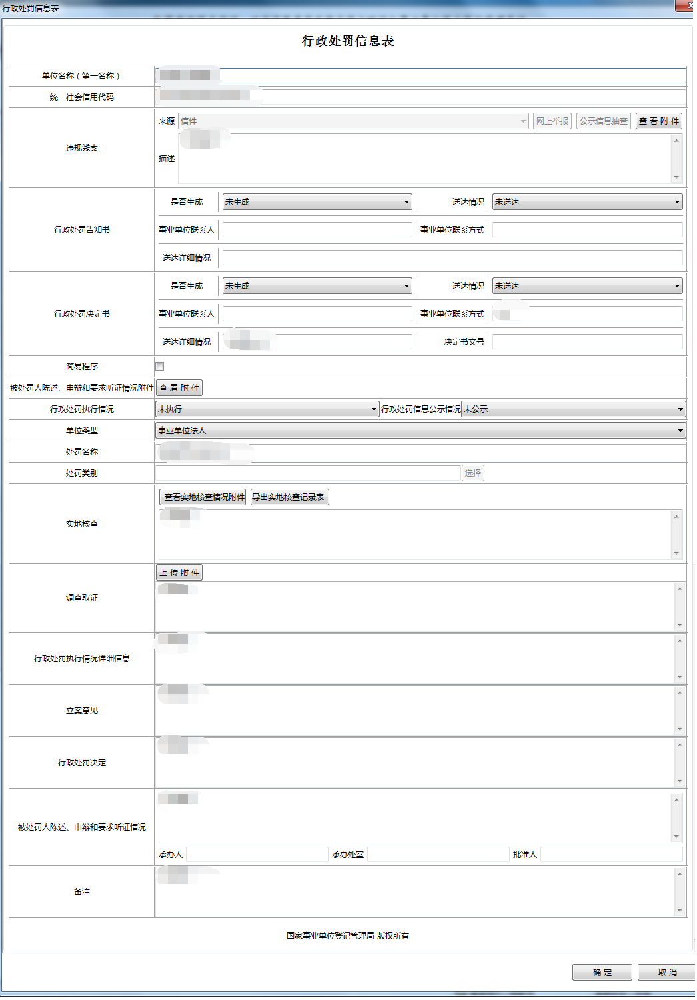 行政处罚信息表
行政处罚信息表
单位名称（第一名称）
统一社会信用代码
违规线索
来源 信件 网上举报 公示信息抽查 查看附件
描述
行政处罚告知书
是否生成 未生成 送达情况 未送达
事业单位联系人 事业单位联系方式
送达详细情况
行政处罚决定书
是否生成 未生成 送达情况 未送达
事业单位联系人 事业单位联系方式
送达详细情况 决定书文号
简易程序
被处罚人陈述、申辩和要求听证情况附件 查看附件
行政处罚执行情况 未执行 行政处罚信息公示情况 未公示
单位类型 事业单位法人
处罚名称
处罚类别 选择
实地核查
查看实地核查情况附件 导出实地核查记录表
调查取证
上传附件
行政处罚执行情况详细信息
立案意见
行政处罚决定
被处罚人陈述、申辩和要求听证情况
承办人 承办处室 批准人
备注
国家事业单位登记管理局 版权所有
确定 取消